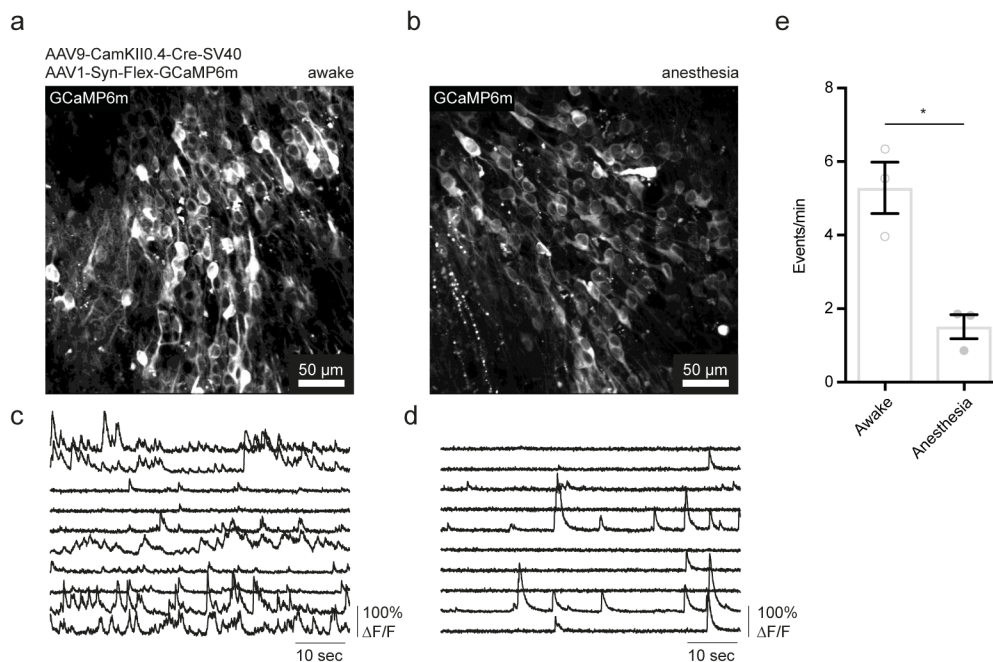 a
AAV9-CamKII0.4-Cre-SV40
AAV1-Syn-Flex-GCaMP6m
awake
GCaMP6m
50 µm
b
anesthesia
GCaMP6m
50 µm
c
100%
ΔF/F
10 sec
d
100%
ΔF/F
10 sec
e
8
6
4
2
0
Events/min
*
Awake
Anesthesia